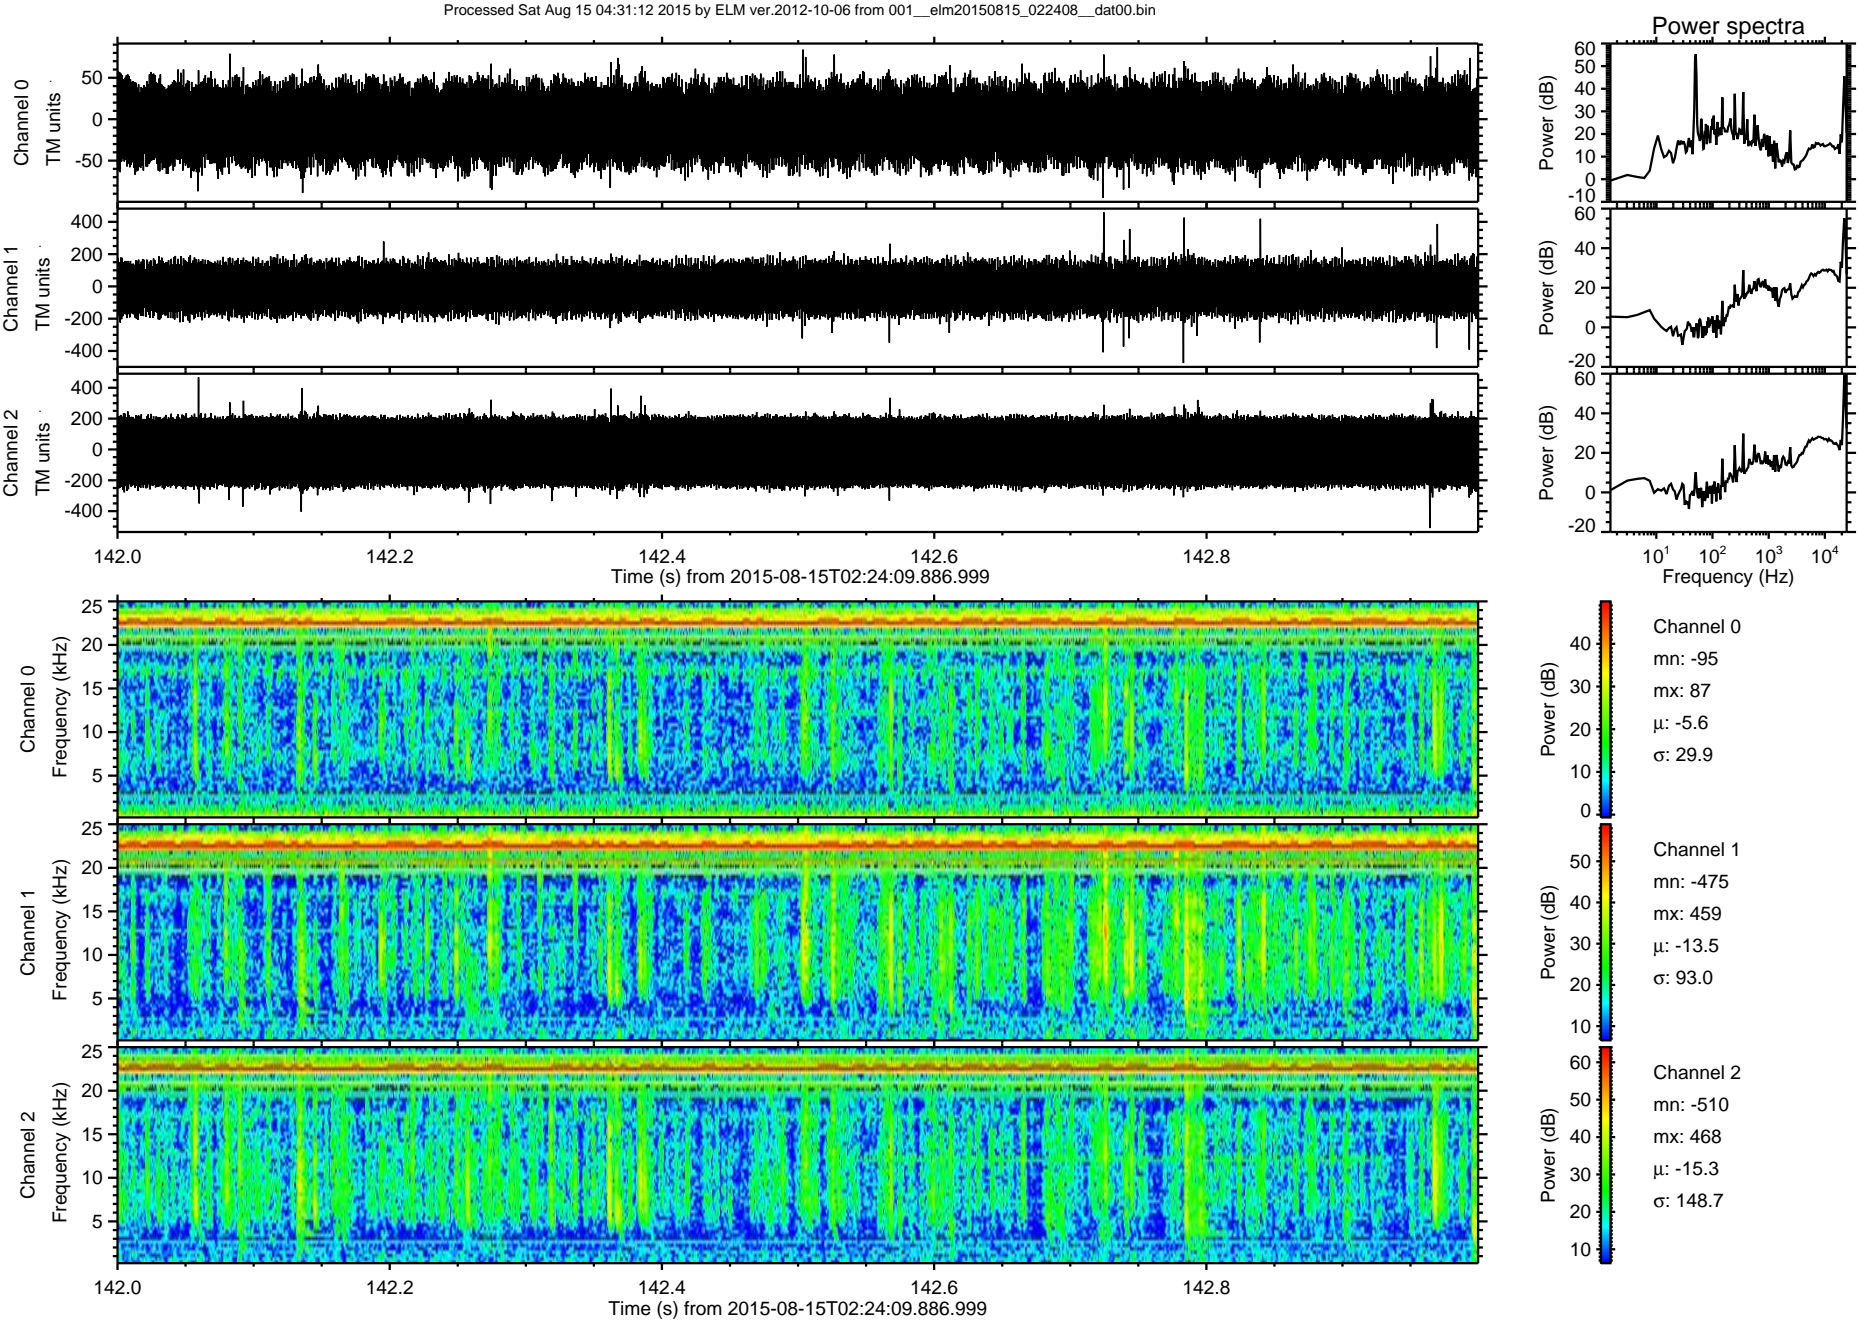 Processed Sat Aug 15 04:31:12 2015 by ELM ver.2012-10-06 from 001__elm20150815_022408__dat00.bin
Power spectra
Channel 0
TM units
50
0
-50
Power (dB)
60
50
40
30
20
10
0
-10
Channel 1
TM units
400
200
0
-200
-400
Power (dB)
60
40
20
0
-20
Channel 2
TM units
400
200
0
-200
-400
Power (dB)
60
40
20
0
-20
142.0 142.2 142.4 142.6 142.8
Time (s) from 2015-08-15T02:24:09.886.999
10^1 10^2 10^3 10^4
Frequency (Hz)
Channel 0
Frequency (kHz)
25
20
15
10
5
Power (dB)
40
30
20
10
0
Channel 0
mn: -95
mx: 87
μ: -5.6
σ: 29.9
Channel 1
Frequency (kHz)
25
20
15
10
5
Power (dB)
50
40
30
20
10
Channel 1
mn: -475
mx: 459
μ: -13.5
σ: 93.0
Channel 2
Frequency (kHz)
25
20
15
10
5
Power (dB)
60
50
40
30
20
10
Channel 2
mn: -510
mx: 468
μ: -15.3
σ: 148.7
142.0 142.2 142.4 142.6 142.8
Time (s) from 2015-08-15T02:24:09.886.999